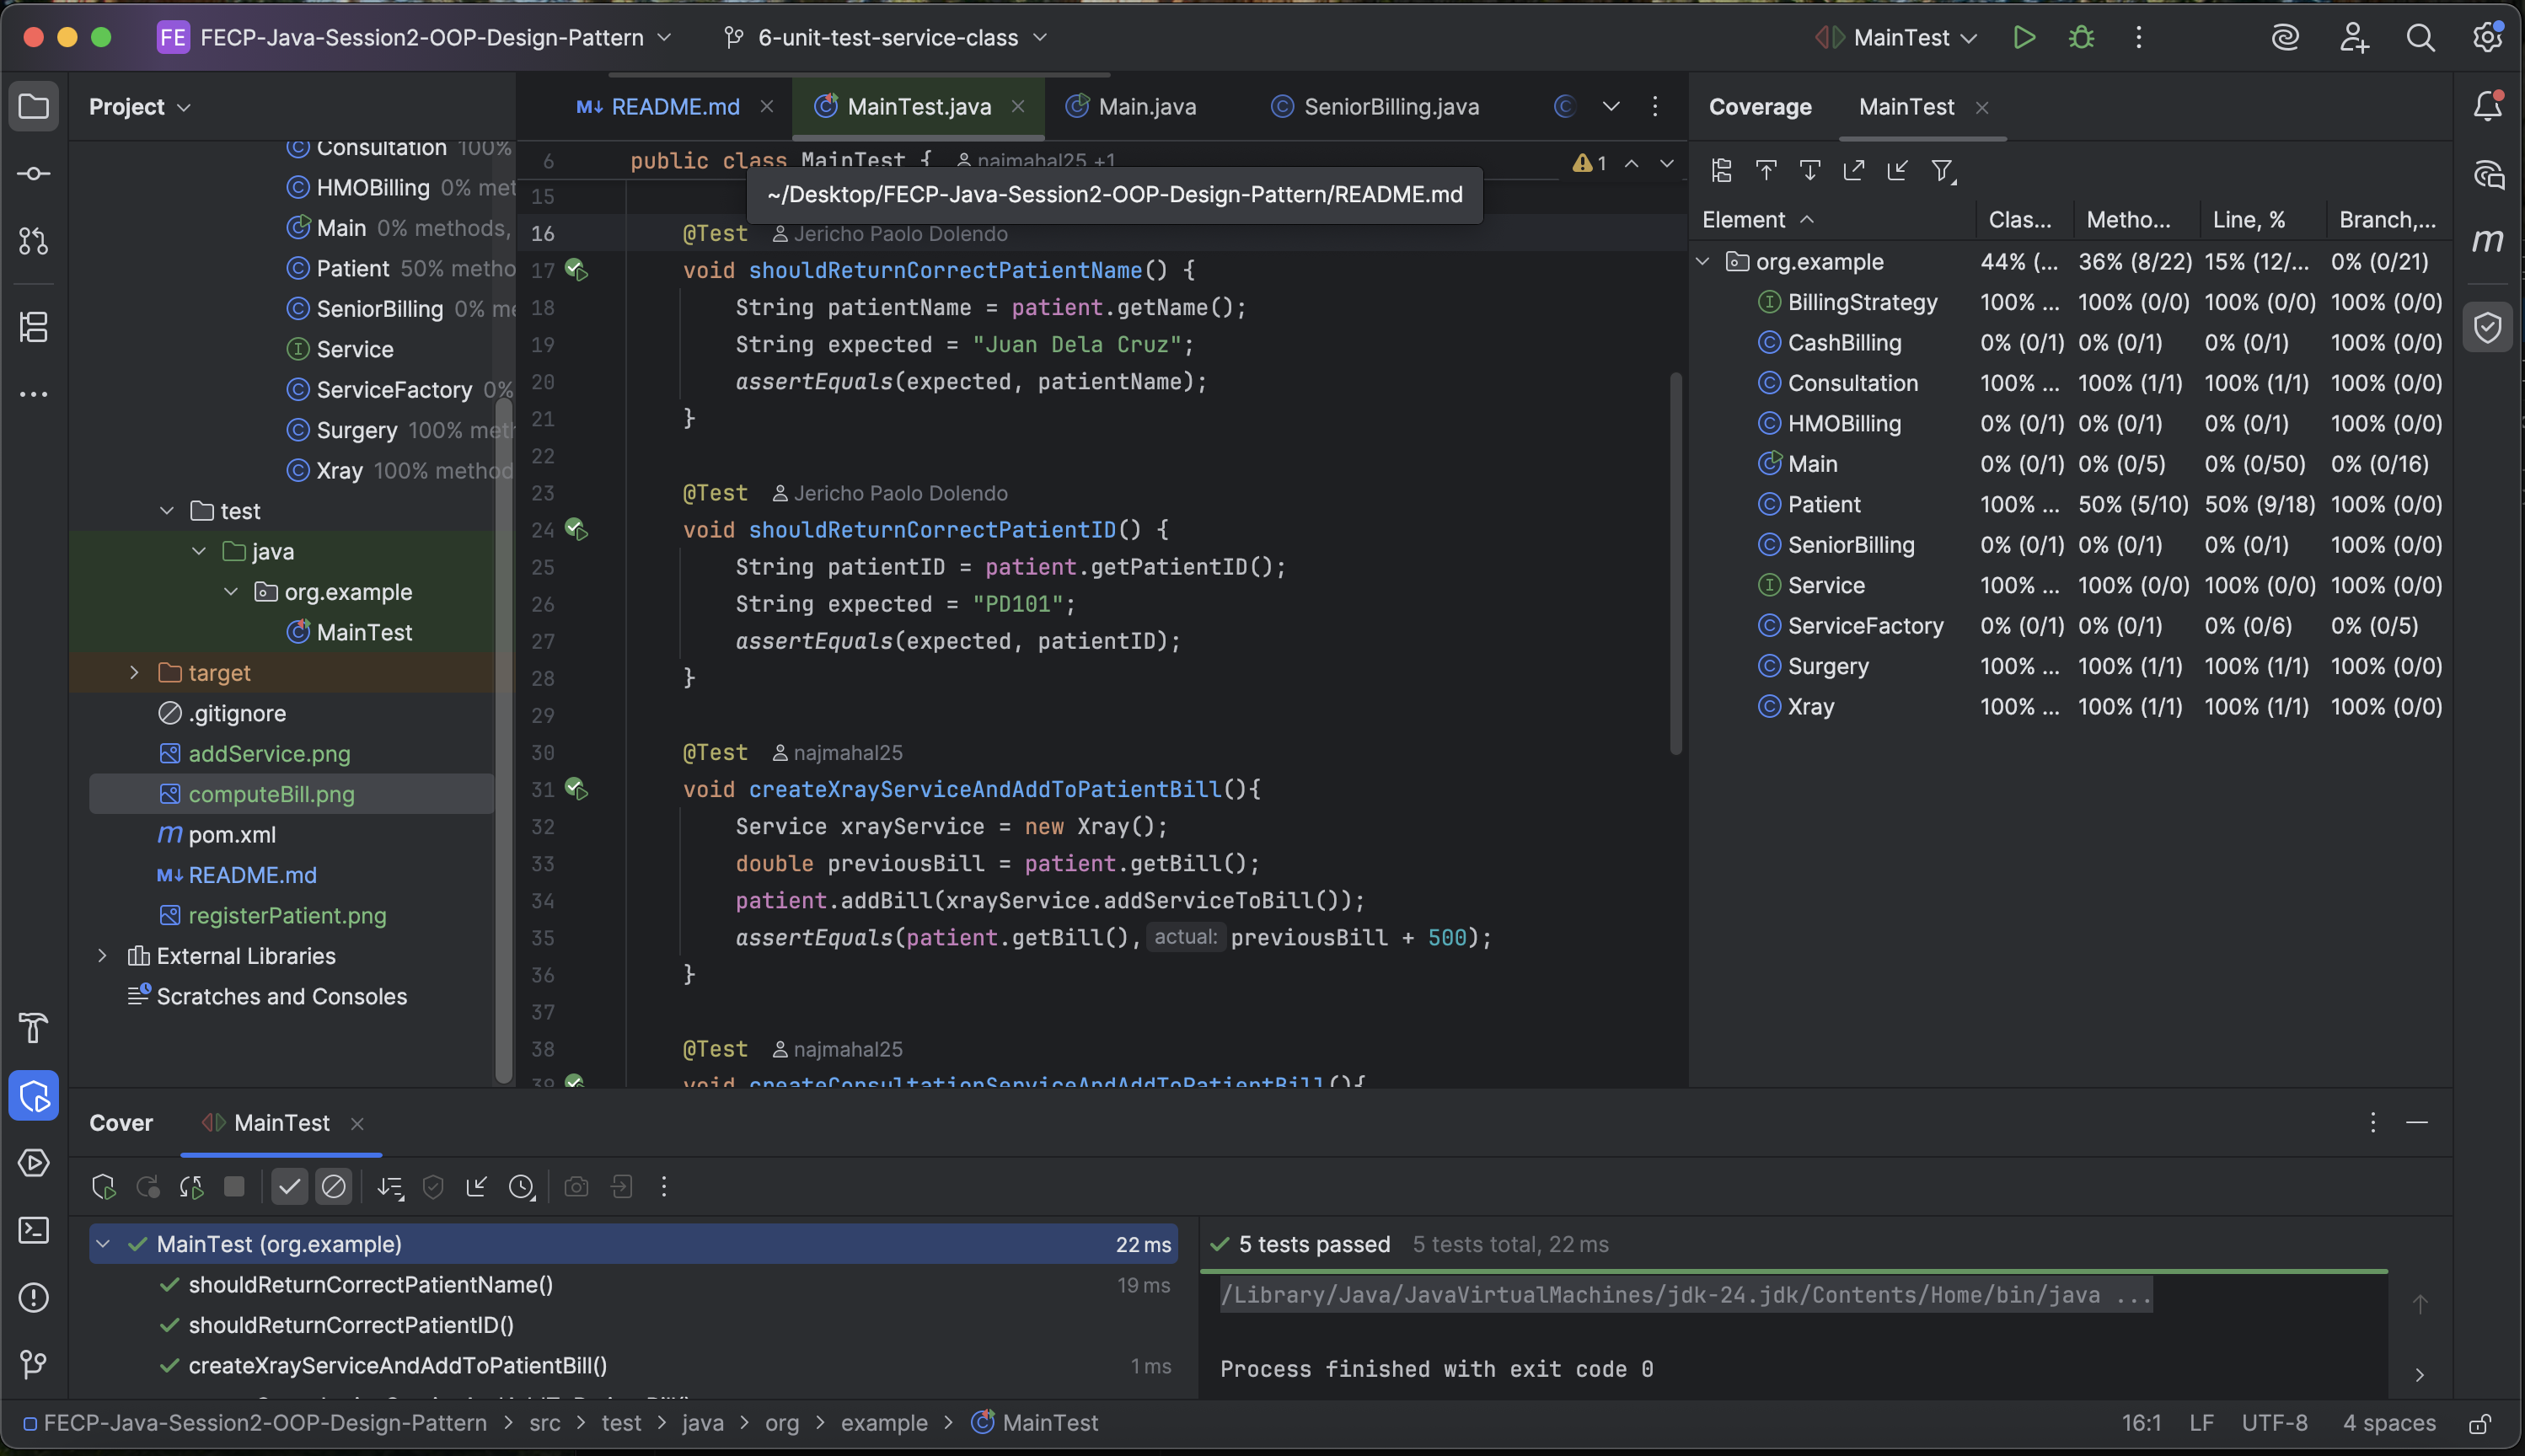 FE FECP-Java-Session2-OOP-Design-Pattern 6-unit-test-service-class MainTest
Project
Consultation 100%
HMOBilling 0% met
Main 0% methods,
Patient 50% metho
SeniorBilling 0% me
Service
ServiceFactory 0%
Surgery 100% meth
Xray 100% method
test
java
org.example
MainTest
target
.gitignore
addService.png
computeBill.png
pom.xml
README.md
registerPatient.png
External Libraries
Scratches and Consoles
README.md MainTest.java Main.java SeniorBilling.java
6 public class MainTest { najmahal25 +1
1
~/Desktop/FECP-Java-Session2-OOP-Design-Pattern/README.md
15
16 @Test Jericho Paolo Dolendo
17 void shouldReturnCorrectPatientName() {
18 String patientName = patient.getName();
19 String expected = "Juan Dela Cruz";
20 assertEquals(expected, patientName);
21 }
22
23 @Test Jericho Paolo Dolendo
24 void shouldReturnCorrectPatientID() {
25 String patientID = patient.getPatientID();
26 String expected = "PD101";
27 assertEquals(expected, patientID);
28 }
29
30 @Test najmahal25
31 void createXrayServiceAndAddToPatientBill(){
32 Service xrayService = new Xray();
33 double previousBill = patient.getBill();
34 patient.addBill(xrayService.addServiceToBill());
35 assertEquals(patient.getBill(), actual: previousBill + 500);
36 }
37
38 @Test najmahal25
39 void createConsultationServiceAndAddToPatientBill(){
Coverage MainTest
Element Clas... Metho... Line, % Branch,...
org.example 44% (... 36% (8/22) 15% (12/... 0% (0/21)
BillingStrategy 100% ... 100% (0/0) 100% (0/0) 100% (0/0)
CashBilling 0% (0/1) 0% (0/1) 0% (0/1) 100% (0/0)
Consultation 100% ... 100% (1/1) 100% (1/1) 100% (0/0)
HMOBilling 0% (0/1) 0% (0/1) 0% (0/1) 100% (0/0)
Main 0% (0/1) 0% (0/5) 0% (0/50) 0% (0/16)
Patient 100% ... 50% (5/10) 50% (9/18) 100% (0/0)
SeniorBilling 0% (0/1) 0% (0/1) 0% (0/1) 100% (0/0)
Service 100% ... 100% (0/0) 100% (0/0) 100% (0/0)
ServiceFactory 0% (0/1) 0% (0/1) 0% (0/6) 0% (0/5)
Surgery 100% ... 100% (1/1) 100% (1/1) 100% (0/0)
Xray 100% ... 100% (1/1) 100% (1/1) 100% (0/0)
Cover MainTest
MainTest (org.example) 22 ms
shouldReturnCorrectPatientName() 19 ms
shouldReturnCorrectPatientID()
createXrayServiceAndAddToPatientBill() 1 ms
5 tests passed 5 tests total, 22 ms
/Library/Java/JavaVirtualMachines/jdk-24.jdk/Contents/Home/bin/java ...
Process finished with exit code 0
FECP-Java-Session2-OOP-Design-Pattern > src > test > java > org > example > MainTest
16:1 LF UTF-8 4 spaces